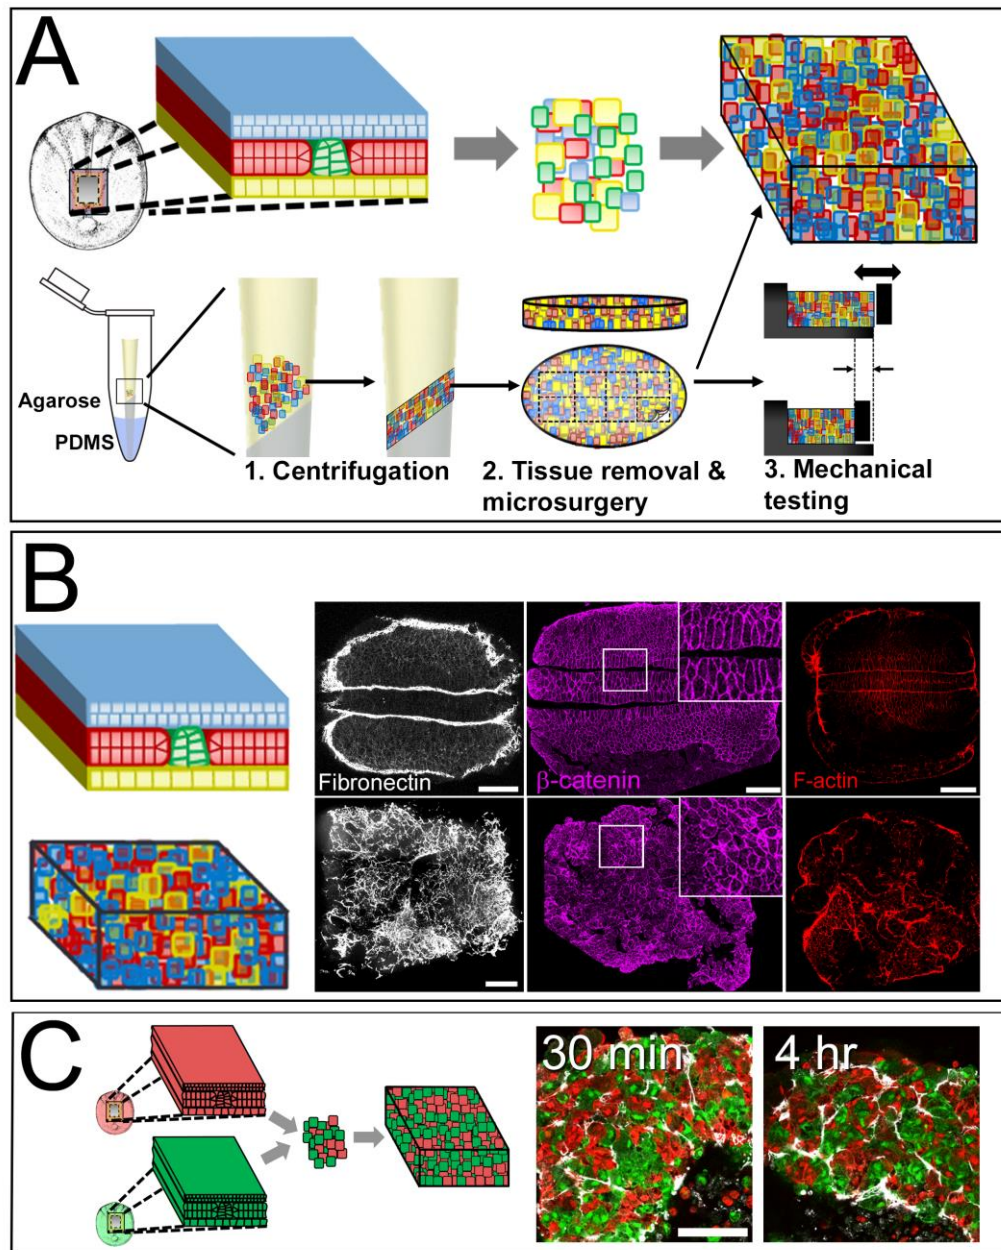 A
Agarose
PDMS
1. Centrifugation
2. Tissue removal &
microsurgery
3. Mechanical
testing
B
Fibronectin
β-catenin
F-actin
C
30 min
4 hr